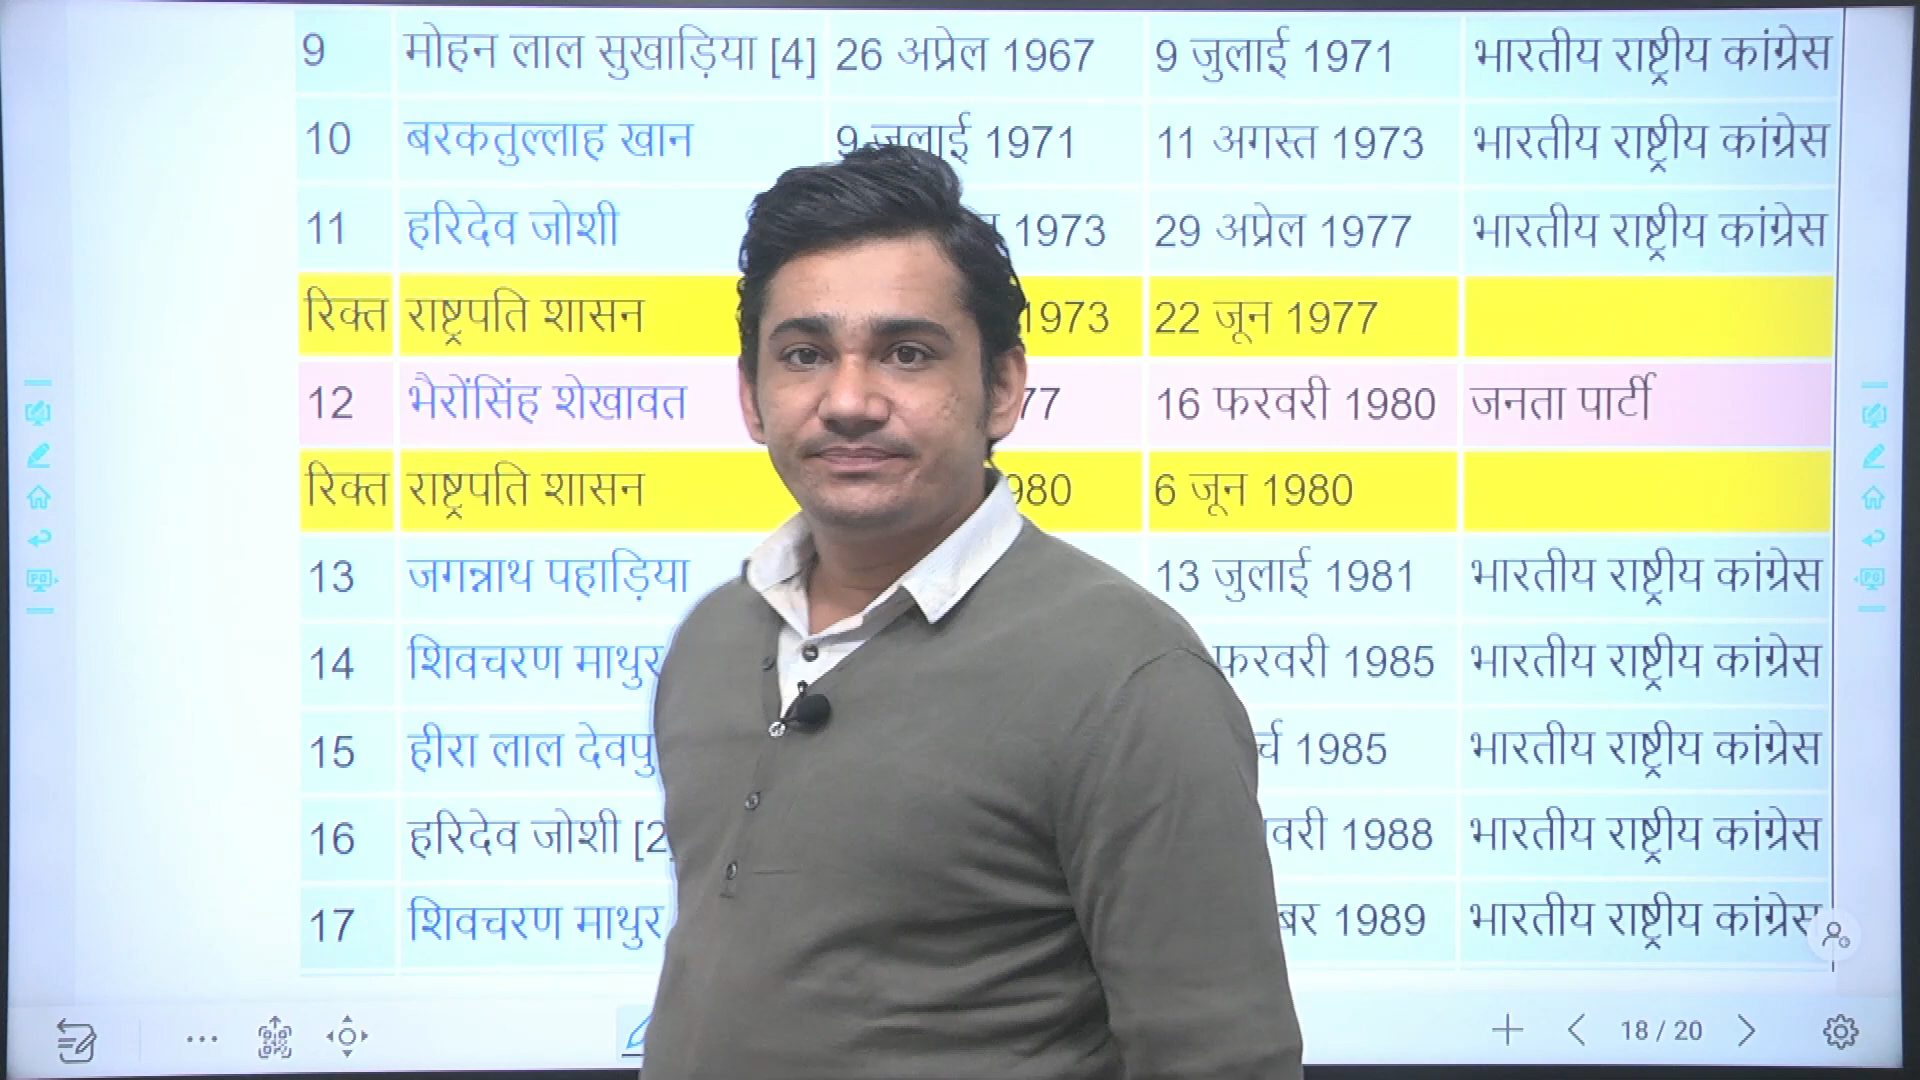 9 मोहन लाल सुखाड़िया [4] 26 अप्रेल 1967 9 जुलाई 1971 भारतीय राष्ट्रीय कांग्रेस
10 बरकतुल्लाह खान 9 जुलाई 1971 11 अगस्त 1973 भारतीय राष्ट्रीय कांग्रेस
11 हरिदेव जोशी 1973 29 अप्रेल 1977 भारतीय राष्ट्रीय कांग्रेस
रिक्त राष्ट्रपति शासन 1973 22 जून 1977
12 भैरोंसिंह शेखावत 77 16 फरवरी 1980 जनता पार्टी
रिक्त राष्ट्रपति शासन 980 6 जून 1980
13 जगन्नाथ पहाड़िया 13 जुलाई 1981 भारतीय राष्ट्रीय कांग्रेस
14 शिवचरण माथुर फरवरी 1985 भारतीय राष्ट्रीय कांग्रेस
15 हीरा लाल 1985 भारतीय राष्ट्रीय कांग्रेस
16 हरिदेव जोशी [2 1988 भारतीय राष्ट्रीय कांग्रेस
17 शिवचरण माथुर 1989 भारतीय राष्ट्रीय कांग्रेस
18 / 20